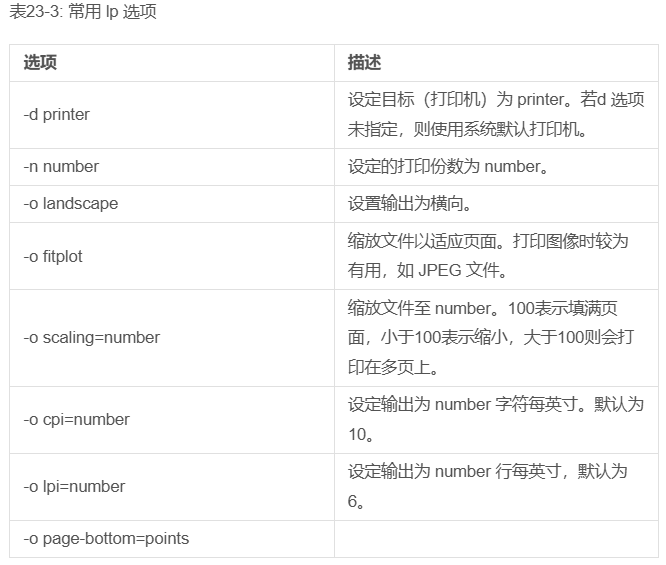 表23-3: 常用 lp 选项
选项
描述
-d printer
设定目标（打印机）为 printer。若d 选项
未指定，则使用系统默认打印机。
-n number
设定的打印份数为 number。
-o landscape
设置输出为横向。
-o fitplot
缩放文件以适应页面。打印图像时较为
有用，如 JPEG 文件。
-o scaling=number
缩放文件至 number。100表示填满页
面，小于100表示缩小，大于100则会打
印在多页上。
-o cpi=number
设定输出为 number 字符每英寸。默认为
10。
-o lpi=number
设定输出为 number 行每英寸，默认为
6。
-o page-bottom=points